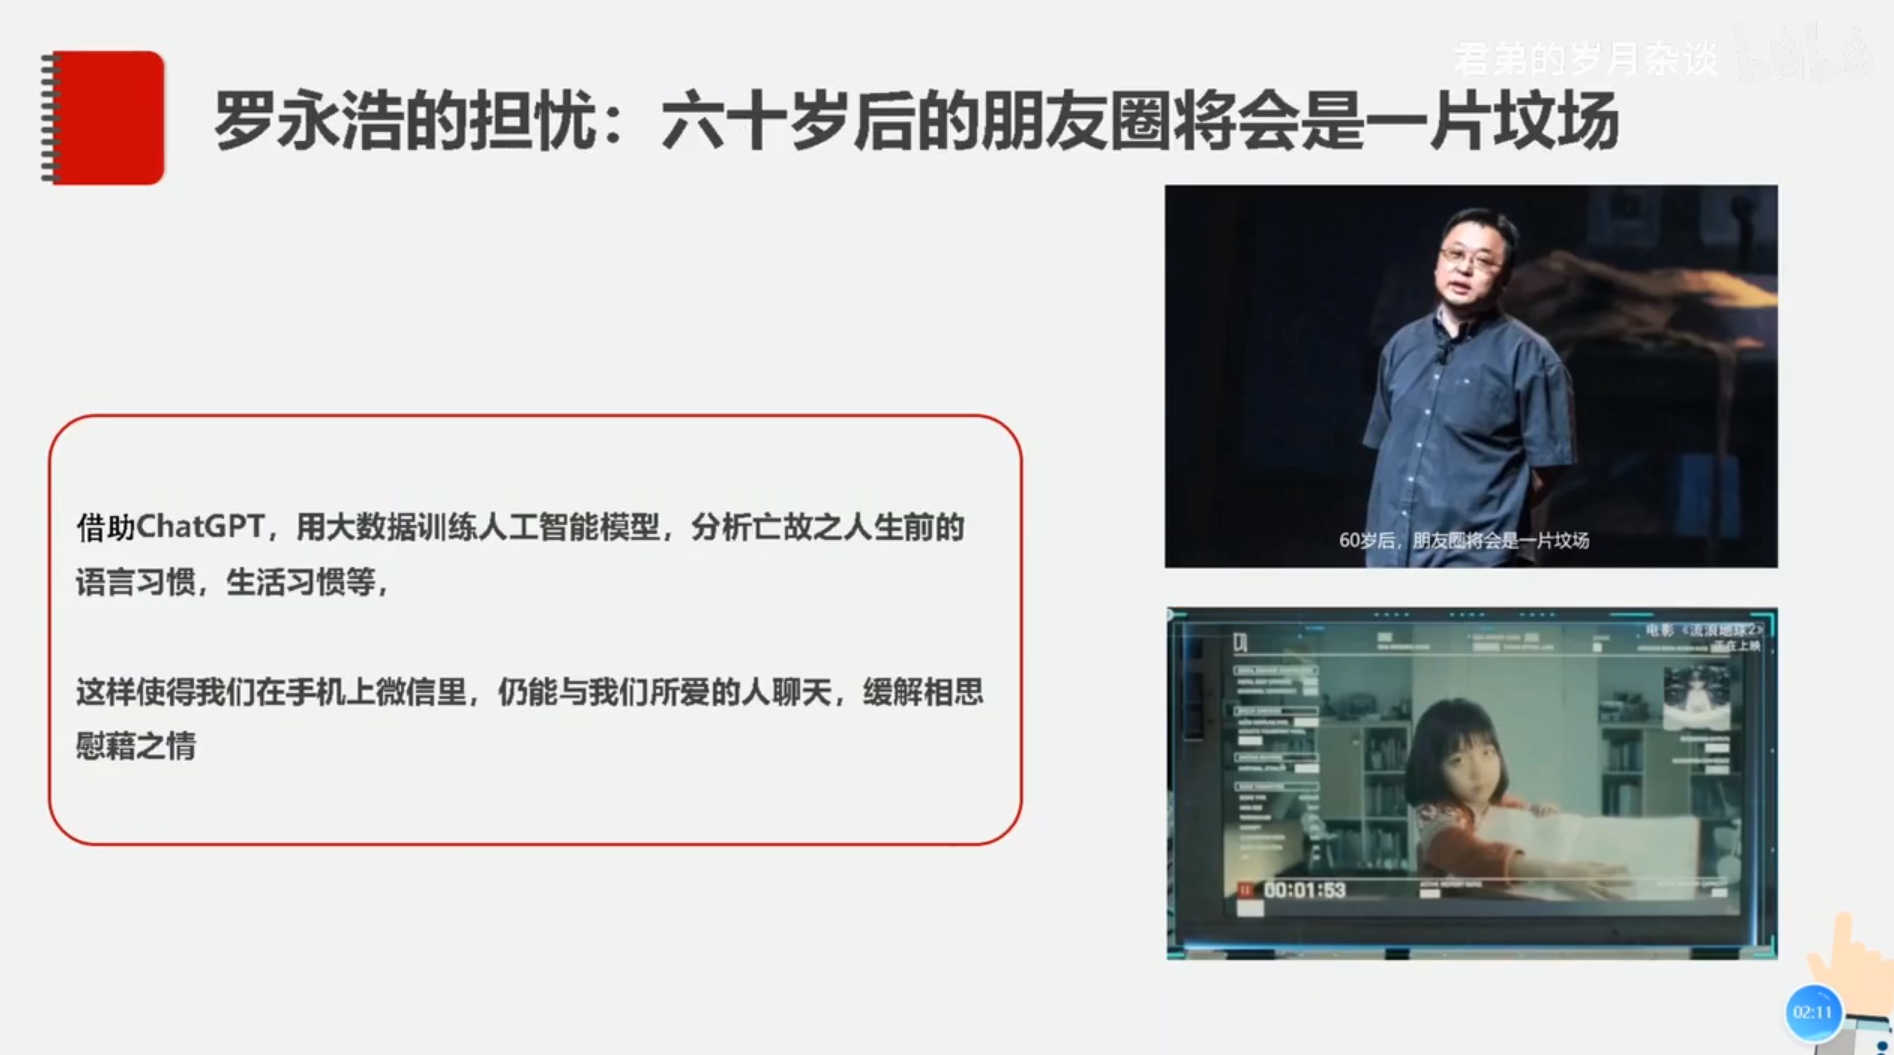 君弟的岁月杂谈
bilibili
罗永浩的担忧：六十岁后的朋友圈将会是一片坟场
60岁后，朋友圈将会是一片坟场
借助ChatGPT，用大数据训练人工智能模型，分析亡故之人生前的
语言习惯，生活习惯等，
这样使得我们在手机上微信里，仍能与我们所爱的人聊天，缓解相思
慰藉之情
电影《流浪地球2》
正在上映
00:01:53
02:11